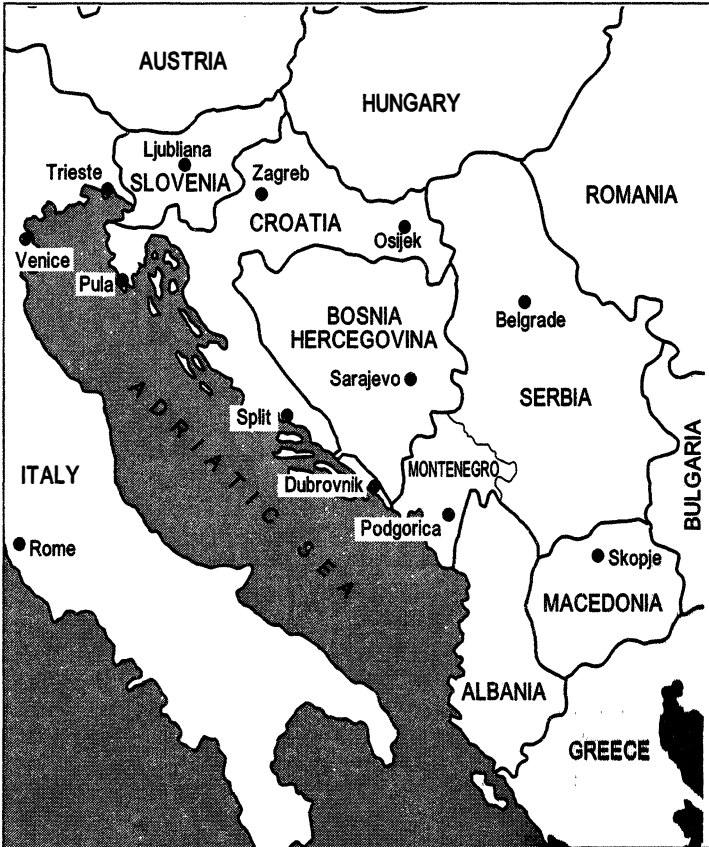 AUSTRIA
HUNGARY
Ljubliana
Trieste
SLOVENIA
Zagreb
ROMANIA
CROATIA
Osijek
Venice
Pula
BOSNIA
HERCEGOVINA
Belgrade
Sarajevo
SERBIA
Split
ADRIATIC SEA
MONTENEGRO
BULGARIA
ITALY
Dubrovnik
Podgorica
Rome
Skopje
MACEDONIA
ALBANIA
GREECE